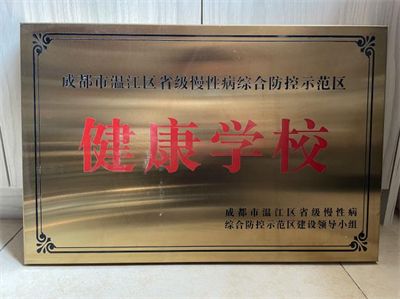 成都市温江区省级慢性病综合防控示范区
健康学校
成都市温江区省级慢性病
综合防控示范区建设领导小组